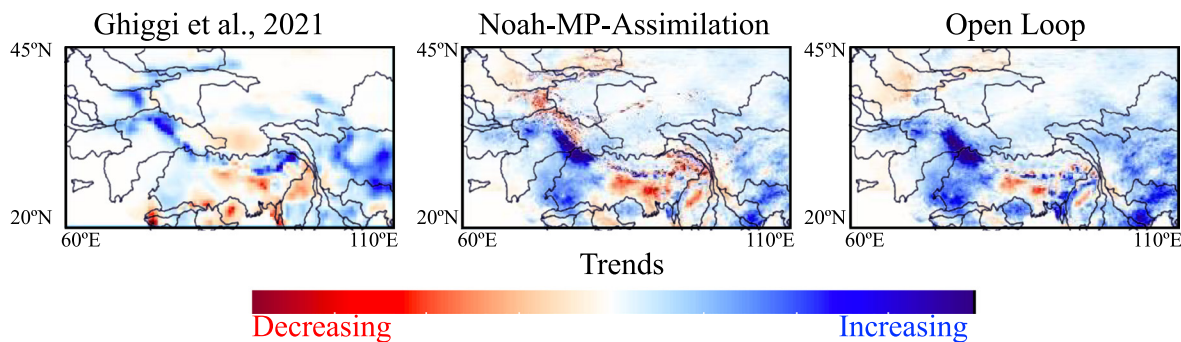 Ghiggi et al., 2021
Noah-MP-Assimilation
Open Loop
45ºN
45ºN
45ºN
20ºN
20ºN
20ºN
60ºE
110ºE
60ºE
110ºE
60ºE
110ºE
Trends
Decreasing
Increasing